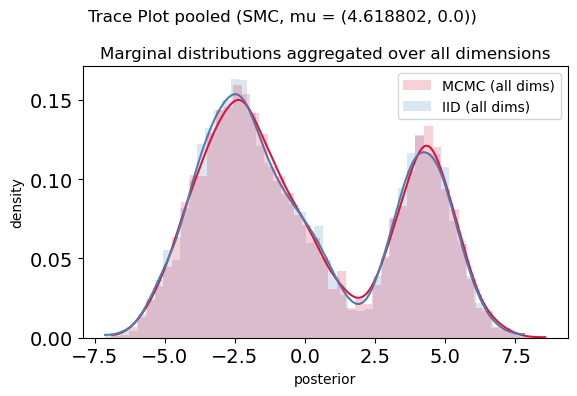 Trace Plot pooled (SMC, mu = (4.618802, 0.0))
Marginal distributions aggregated over all dimensions
MCMC (all dims)
IID (all dims)
density
0.15
0.10
0.05
0.00
−7.5 −5.0 −2.5 0.0 2.5 5.0 7.5
posterior